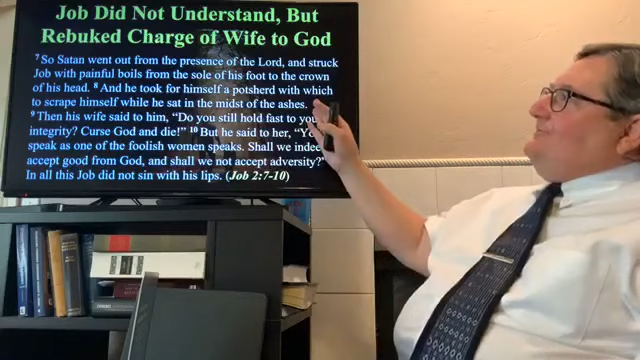 Job Did Not Understand, But
Rebuked Charge of Wife to God
7 So Satan went out from the presence of the Lord, and struck
Job with painful boils from the sole of his foot to the crown
of his head. 8 And he took for himself a potsherd with which
to scrape himself while he sat in the midst of the ashes.
9 Then his wife said to him, “Do you still hold fast to you
integrity? Curse God and die!” 10 But he said to her, “Yo
speak as one of the foolish women speaks. Shall we indee
accept good from God, and shall we not accept adversity?”
In all this Job did not sin with his lips. (Job 2:7-10)